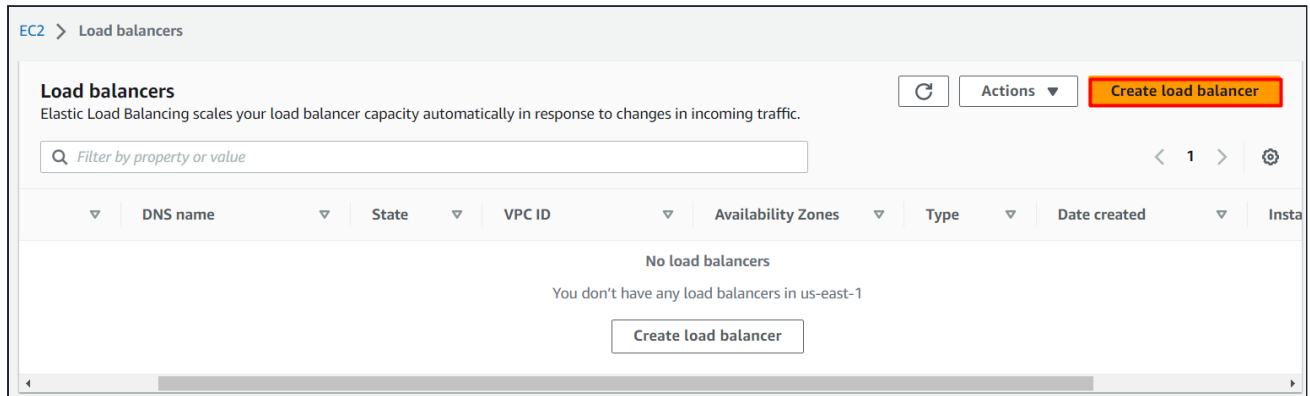 EC2 > Load balancers
Load balancers
Actions
Create load balancer
Elastic Load Balancing scales your load balancer capacity automatically in response to changes in incoming traffic.
Filter by property or value
1
DNS name State VPC ID Availability Zones Type Date created Insta
No load balancers
You don't have any load balancers in us-east-1
Create load balancer